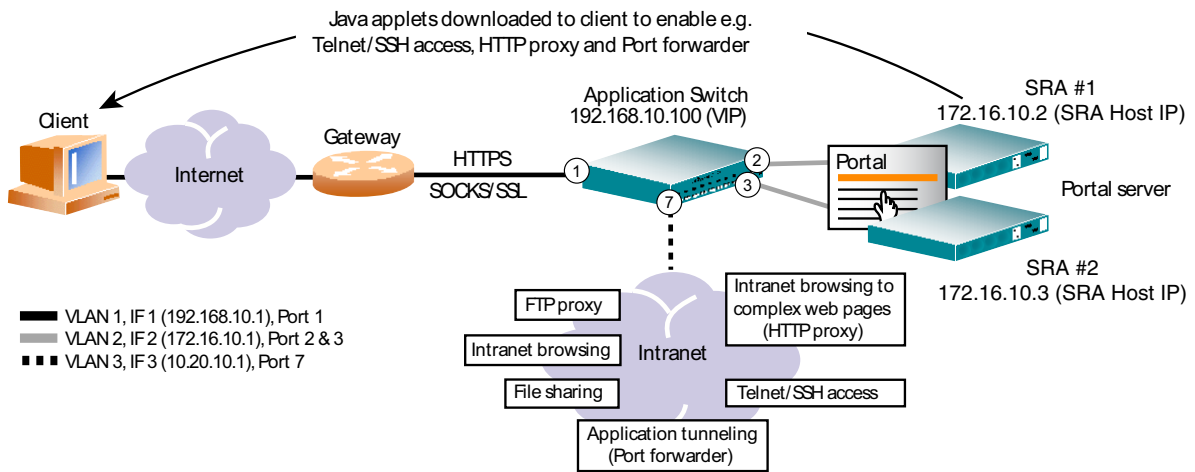 Java applets downloaded to client to enable e.g.
Telnet/SSH access, HTTP proxy and Port forwarder
Client
Internet
Gateway
HTTPS
SOCKS/SSL
Application Switch
192.168.10.100 (VIP)
1
2
3
7
Portal
SRA #1
172.16.10.2 (SRA Host IP)
Portal server
SRA #2
172.16.10.3 (SRA Host IP)
VLAN 1, IF 1 (192.168.10.1), Port 1
VLAN 2, IF 2 (172.16.10.1), Port 2 & 3
VLAN 3, IF 3 (10.20.10.1), Port 7
FTP proxy
Intranet browsing
File sharing
Intranet
Intranet browsing to
complex web pages
(HTTP proxy)
Telnet/SSH access
Application tunneling
(Port forwarder)